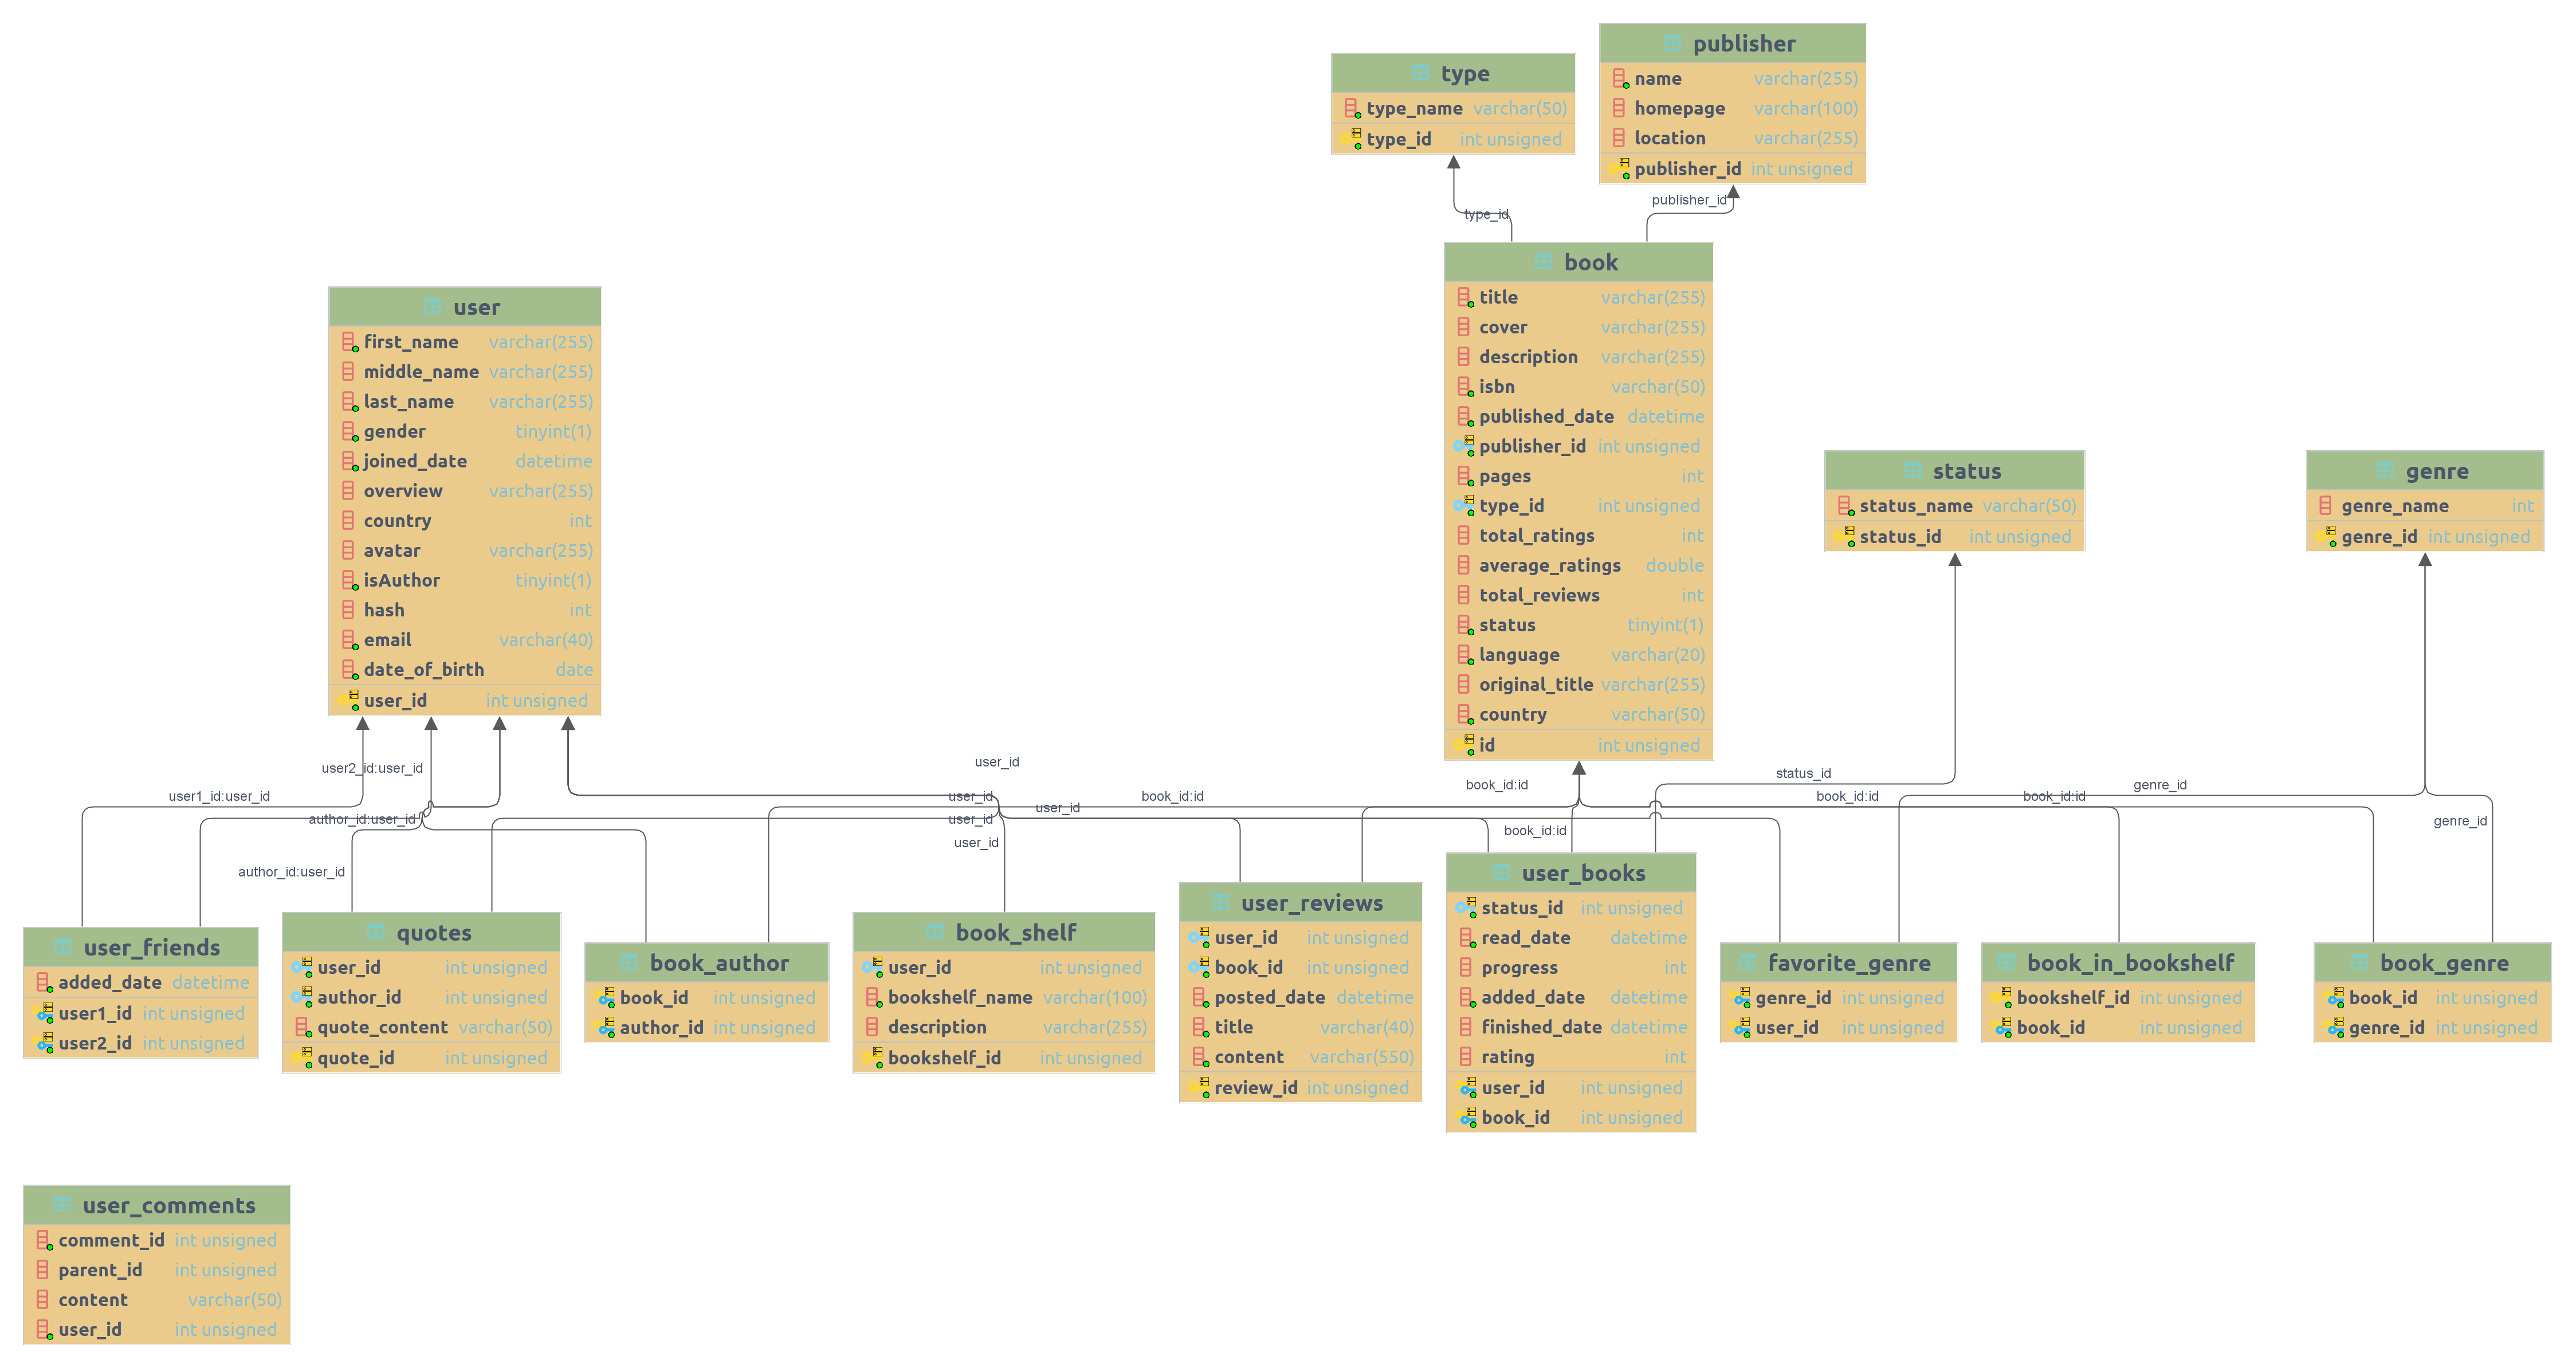 type
type_name varchar(50)
type_id int unsigned
publisher
name varchar(255)
homepage varchar(100)
location varchar(255)
publisher_id int unsigned
type_id
publisher_id
book
title varchar(255)
cover varchar(255)
description varchar(255)
isbn varchar(50)
published_date datetime
publisher_id int unsigned
pages int
type_id int unsigned
total_ratings int
average_ratings double
total_reviews int
status tinyint(1)
language varchar(20)
original_title varchar(255)
country varchar(50)
id int unsigned
user
first_name varchar(255)
middle_name varchar(255)
last_name varchar(255)
gender tinyint(1)
joined_date datetime
overview varchar(255)
country int
avatar varchar(255)
isAuthor tinyint(1)
hash int
email varchar(40)
date_of_birth date
user_id int unsigned
status
status_name varchar(50)
status_id int unsigned
genre
genre_name int
genre_id int unsigned
user2_id:user_id
user1_id:user_id
author_id:user_id
author_id:user_id
user_id
user_id
user_id
user_id
user_id
book_id:id
book_id:id
book_id:id
status_id
book_id:id
book_id:id
genre_id
genre_id
user_friends
added_date datetime
user1_id int unsigned
user2_id int unsigned
quotes
user_id int unsigned
author_id int unsigned
quote_content varchar(50)
quote_id int unsigned
book_author
book_id int unsigned
author_id int unsigned
book_shelf
user_id int unsigned
bookshelf_name varchar(100)
description varchar(255)
bookshelf_id int unsigned
user_reviews
user_id int unsigned
book_id int unsigned
posted_date datetime
title varchar(40)
content varchar(550)
review_id int unsigned
user_books
status_id int unsigned
read_date datetime
progress int
added_date datetime
finished_date datetime
rating int
user_id int unsigned
book_id int unsigned
favorite_genre
genre_id int unsigned
user_id int unsigned
book_in_bookshelf
bookshelf_id int unsigned
book_id int unsigned
book_genre
book_id int unsigned
genre_id int unsigned
user_comments
comment_id int unsigned
parent_id int unsigned
content varchar(50)
user_id int unsigned